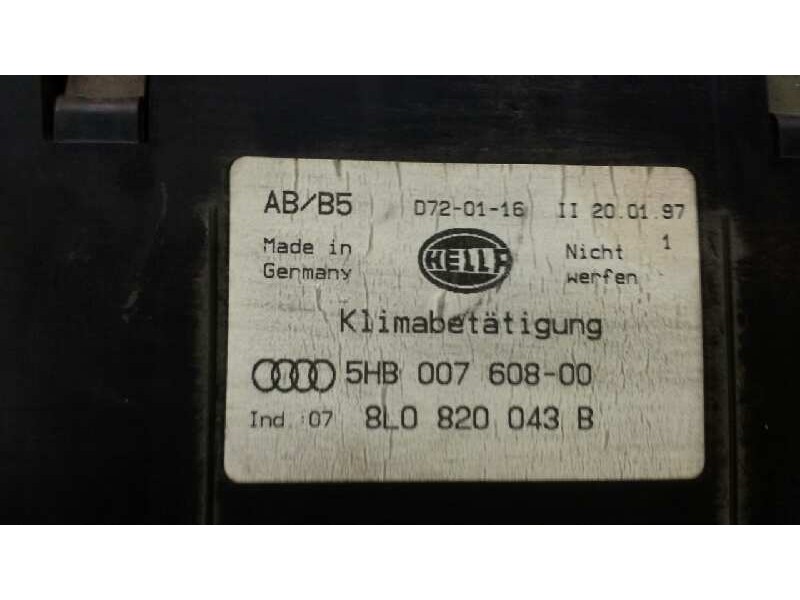 AB/B5 D72-01-16 II 20.01.97
Made in Germany
HELLA
Nicht werfen 1
Klimabetätigung
5HB 007 608-00
Ind.:07 8L0 820 043 B